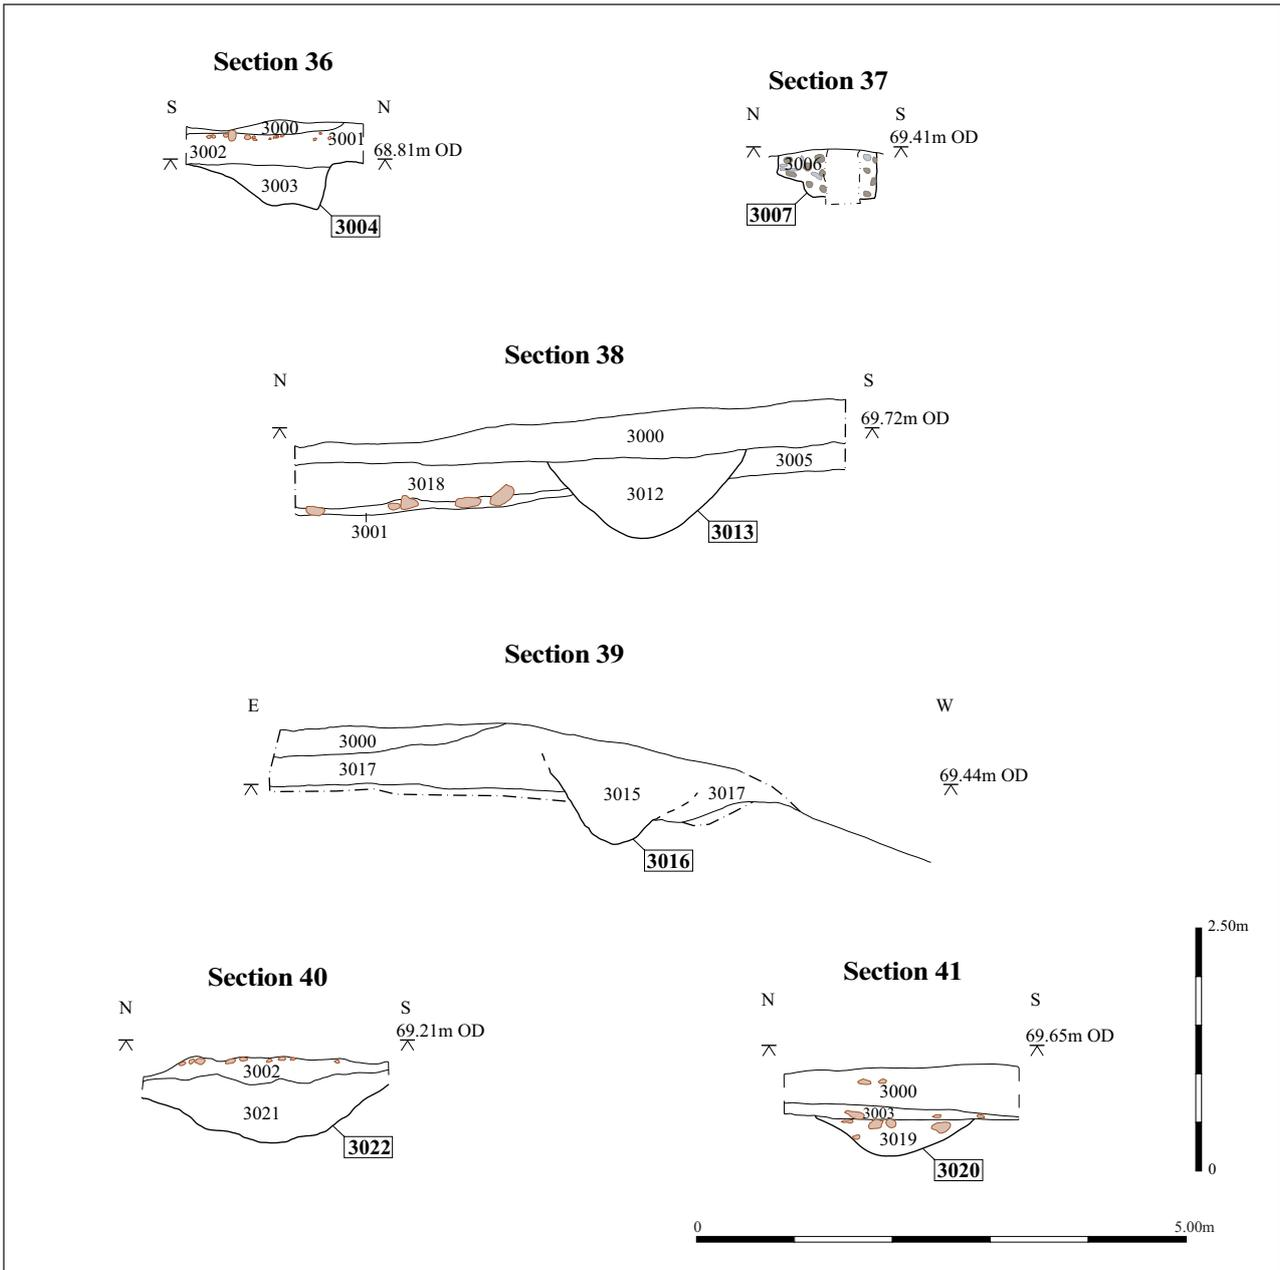 Section 36
S N
3000
3001
3002
68.81m OD
3003
3004
Section 37
N S
69.41m OD
3006
3007
Section 38
N S
69.72m OD
3000
3005
3018
3012
3001
3013
Section 39
E W
3000
3017
69.44m OD
3015
3017
3016
2.50m
Section 40
N S
69.21m OD
3002
3021
3022
Section 41
N S
69.65m OD
3000
3003
3019
3020
0
0 5.00m